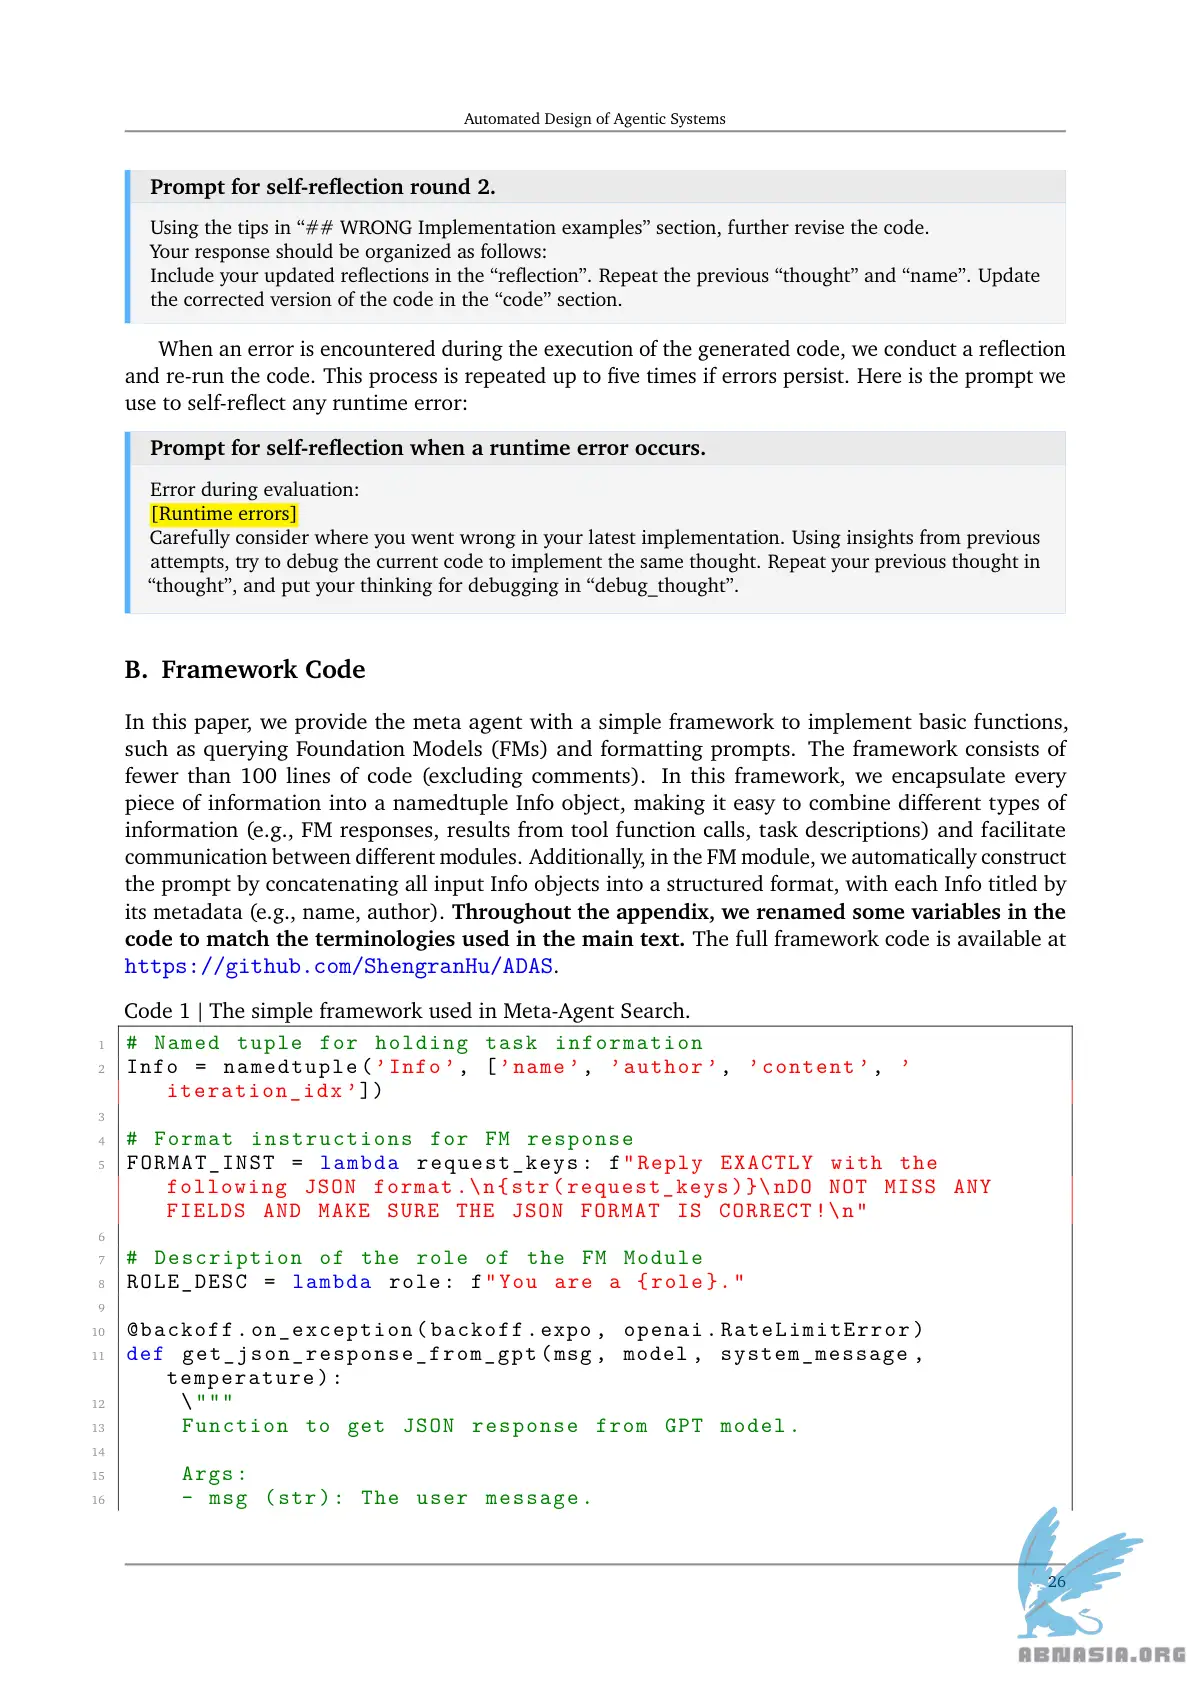 Automated Design of Agentic Systems
Prompt for self-reflection round 2.
Using the tips in “## WRONG Implementation examples” section, further revise the code.
Your response should be organized as follows:
Include your updated reflections in the “reflection”. Repeat the previous “thought” and “name”. Update
the corrected version of the code in the “code” section.
When an error is encountered during the execution of the generated code, we conduct a reflection
and re-run the code. This process is repeated up to five times if errors persist. Here is the prompt we
use to self-reflect any runtime error:
Prompt for self-reflection when a runtime error occurs.
Error during evaluation:
[Runtime errors]
Carefully consider where you went wrong in your latest implementation. Using insights from previous
attempts, try to debug the current code to implement the same thought. Repeat your previous thought in
“thought”, and put your thinking for debugging in “debug_thought”.
B. Framework Code
In this paper, we provide the meta agent with a simple framework to implement basic functions,
such as querying Foundation Models (FMs) and formatting prompts. The framework consists of
fewer than 100 lines of code (excluding comments). In this framework, we encapsulate every
piece of information into a namedtuple Info object, making it easy to combine different types of
information (e.g., FM responses, results from tool function calls, task descriptions) and facilitate
communication between different modules. Additionally, in the FM module, we automatically construct
the prompt by concatenating all input Info objects into a structured format, with each Info titled by
its metadata (e.g., name, author). Throughout the appendix, we renamed some variables in the
code to match the terminologies used in the main text. The full framework code is available at
https://github.com/ShengranHu/ADAS.
Code 1 | The simple framework used in Meta-Agent Search.
1 # Named tuple for holding task information
2 Info = namedtuple(’Info’, [’name’, ’author’, ’content’, ’
iteration_idx’])
3
4 # Format instructions for FM response
5 FORMAT_INST = lambda request_keys: f"Reply EXACTLY with the
following JSON format.\n{str(request_keys)}\nDO NOT MISS ANY
FIELDS AND MAKE SURE THE JSON FORMAT IS CORRECT!\n"
6
7 # Description of the role of the FM Module
8 ROLE_DESC = lambda role: f"You are a {role}."
9
10 @backoff.on_exception(backoff.expo, openai.RateLimitError)
11 def get_json_response_from_gpt(msg, model, system_message,
temperature):
12 \"""
13 Function to get JSON response from GPT model.
14
15 Args:
16 - msg (str): The user message.
26
ABNASIA.ORG